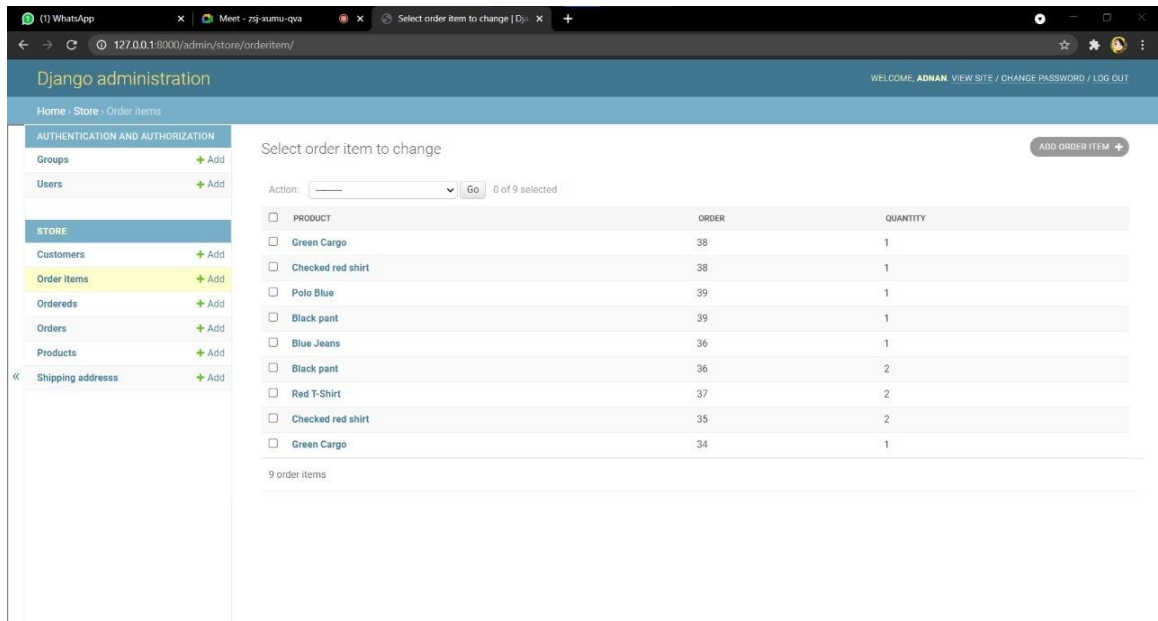 (1) WhatsApp
Meet - zsj-xumu-qva
Select order item to change | Dja
127.0.0.1:8000/admin/store/orderitem/
Django administration
WELCOME, ADNAN. VIEW SITE / CHANGE PASSWORD / LOG OUT
Home › Store › Order items
AUTHENTICATION AND AUTHORIZATION
Groups + Add
Users + Add
STORE
Customers + Add
Order items + Add
Ordereds + Add
Orders + Add
Products + Add
Shipping addresss + Add
«
Select order item to change
ADD ORDER ITEM +
Action: --------- Go 0 of 9 selected
PRODUCT ORDER QUANTITY
Green Cargo 38 1
Checked red shirt 38 1
Polo Blue 39 1
Black pant 39 1
Blue Jeans 36 1
Black pant 36 2
Red T-Shirt 37 2
Checked red shirt 35 2
Green Cargo 34 1
9 order items